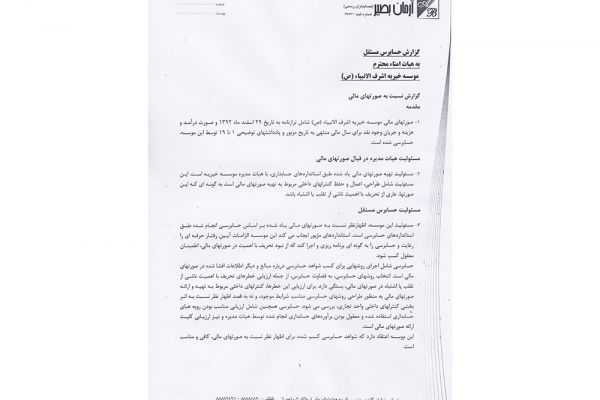 آرمان بصیر
(حسابداران رسمی)
شماره
گزارش حسابرس مستقل
به هیات امناء محترم
موسسه خیریه اشرف الانبیاء (ص)
گزارش نسبت به صورتهای مالی
مقدمه
۱- صورتهای مالی موسسه خیریه اشرف الانبیاء (ص) شامل ترازنامه به تاریخ ۲۹ اسفند ماه ۱۳۹۲ و صورت درآمد و
هزینه و جریان وجوه نقد برای سال مالی منتهی به تاریخ مزبور و یادداشتهای توضیحی ۱ تا ۱۹ توسط این موسسه،
حسابرسی شده است.
مسئولیت هیات مدیره در قبال صورتهای مالی
۲- مسئولیت تهیه صورتهای مالی یاد شده طبق استانداردهای حسابداری، با هیات مدیره موسسه خیریه است. این
مسئولیت شامل طراحی، اعمال و حفظ کنترلهای داخلی مربوط به تهیه صورتهای مالی است به گونه ای که این
صورتها، عاری از تحریف با اهمیت ناشی از تقلب یا اشتباه باشد.
مسئولیت حسابرس مستقل
۳- مسئولیت این موسسه، اظهارنظر نسبت به صورتهای مالی یاد شده بر اساس حسابرسی انجام شده طبق
استانداردهای حسابرسی است. استانداردهای مزبور ایجاب می کند این موسسه الزامات آیین رفتار حرفه ای را
رعایت و حسابرسی را به گونه ای برنامه ریزی و اجرا کند که از نبود تحریف با اهمیت در صورتهای مالی، اطمینان
معقول کسب شود.
حسابرسی شامل اجرای روشهایی برای کسب شواهد حسابرسی درباره مبالغ و دیگر اطلاعات افشا شده در صورتهای
مالی است. انتخاب روشهای حسابرسی، به قضاوت حسابرس، از جمله ارزیابی خطرهای تحریف با اهمیت ناشی از
تقلب یا اشتباه در صورتهای مالی، بستگی دارد. برای ارزیابی این خطرها، کنترلهای داخلی مربوط به تهیه و ارائه
صورتهای مالی به منظور طراحی روشهای حسابرسی مناسب شرایط موجود، و نه به قصد اظهار نظر نسبت به اثر
بخشی کنترلهای داخلی واحد تجاری، بررسی می شود. حسابرسی همچنین شامل ارزیابی مناسب بودن رویه های
حسابداری استفاده شده و معقول بودن برآوردهای حسابداری انجام شده توسط هیات مدیره و نیز ارزیابی کلیت
ارائه صورتهای مالی است.
این موسسه اعتقاد دارد که شواهد حسابرسی کسب شده، برای اظهار نظر نسبت به صورتهای مالی، کافی و مناسب
است.
۱